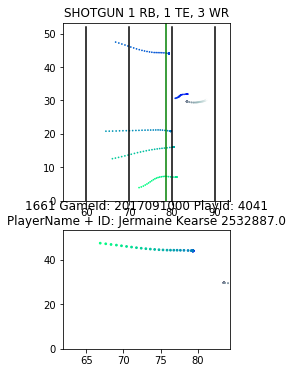 SHOTGUN 1 RB, 1 TE, 3 WR
50
40
30
20
10
0
60 70 80 90
1661 GameId: 2017091000 PlayId: 4041
PlayerName + ID: Jermaine Kearse 2532887.0
40
20
0
65 70 75 80